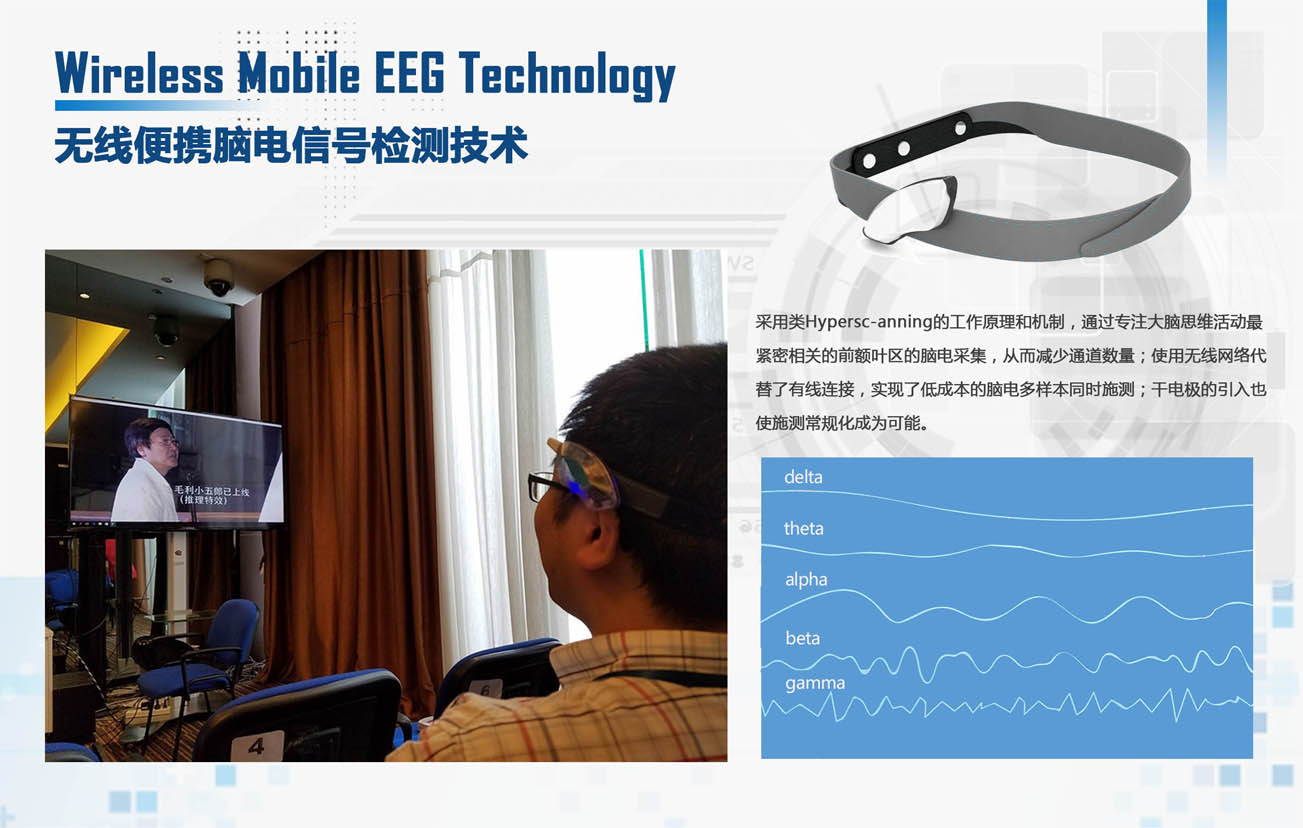 Wireless Mobile EEG Technology
无线便携脑电信号检测技术
采用类Hypersc-anning的工作原理和机制，通过专注大脑思维活动最
紧密相关的前额叶区的脑电采集，从而减少通道数量；使用无线网络代
替了有线连接，实现了低成本的脑电多样本同时施测；干电极的引入也
使施测常规化成为可能。
毛利小五郎已上线
（推理特效）
4
6
delta
theta
alpha
beta
gamma